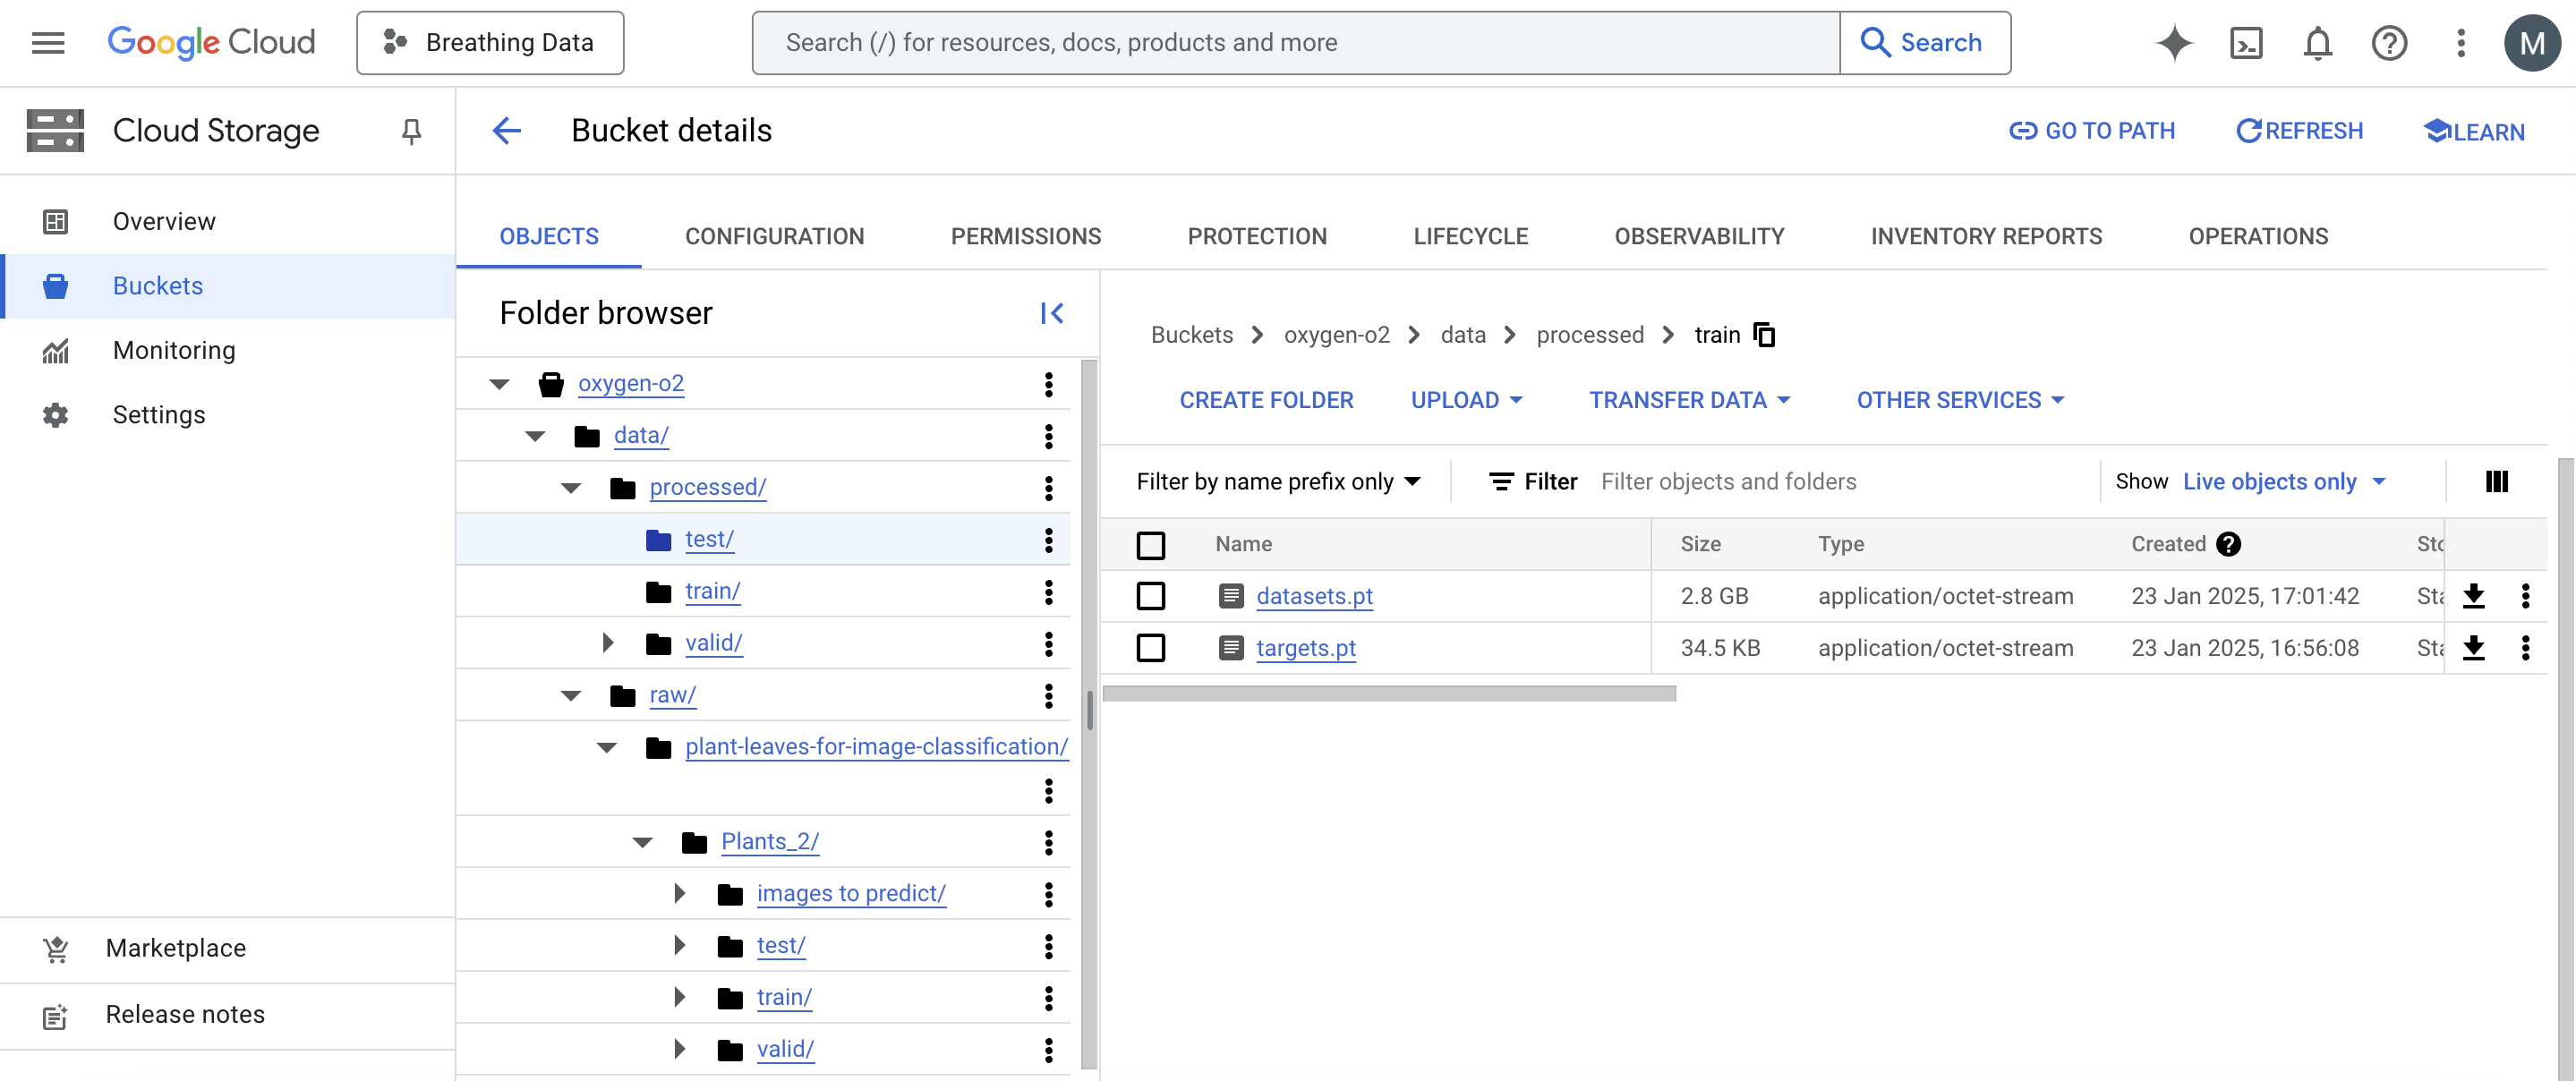 Google Cloud
Breathing Data
Search (/) for resources, docs, products and more
Search
M
Cloud Storage
Bucket details
GO TO PATH
REFRESH
LEARN
Overview
Buckets
Monitoring
Settings
Marketplace
Release notes
OBJECTS
CONFIGURATION
PERMISSIONS
PROTECTION
LIFECYCLE
OBSERVABILITY
INVENTORY REPORTS
OPERATIONS
Folder browser
oxygen-o2
data/
processed/
test/
train/
valid/
raw/
plant-leaves-for-image-classification/
Plants_2/
images to predict/
test/
train/
valid/
Buckets > oxygen-o2 > data > processed > train
CREATE FOLDER
UPLOAD
TRANSFER DATA
OTHER SERVICES
Filter by name prefix only
Filter
Filter objects and folders
Show Live objects only
Name Size Type Created
datasets.pt 2.8 GB application/octet-stream 23 Jan 2025, 17:01:42
targets.pt 34.5 KB application/octet-stream 23 Jan 2025, 16:56:08